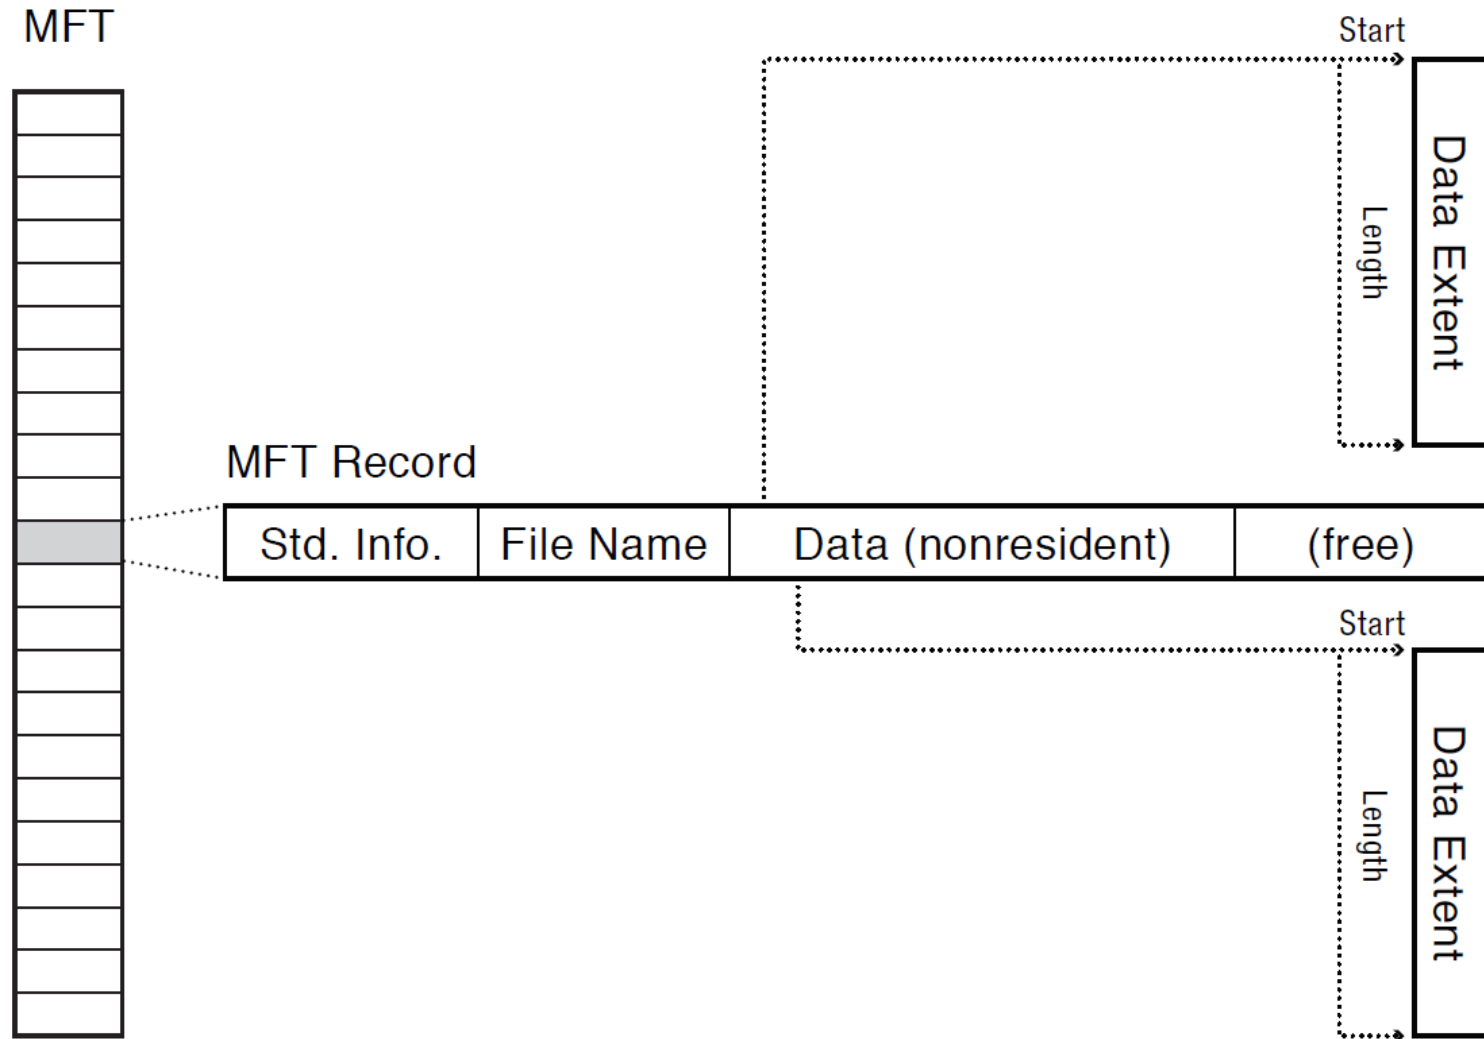 MFT
Start
Length
Data Extent
MFT Record
Std. Info.
File Name
Data (nonresident)
(free)
Start
Length
Data Extent